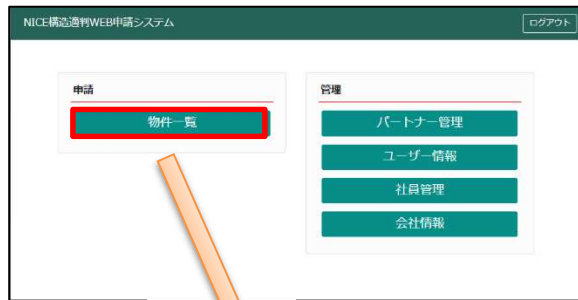 NICE構造適判WEB申請システム
ログアウト
申請
物件一覧
管理
パートナー管理
ユーザー情報
社員管理
会社情報